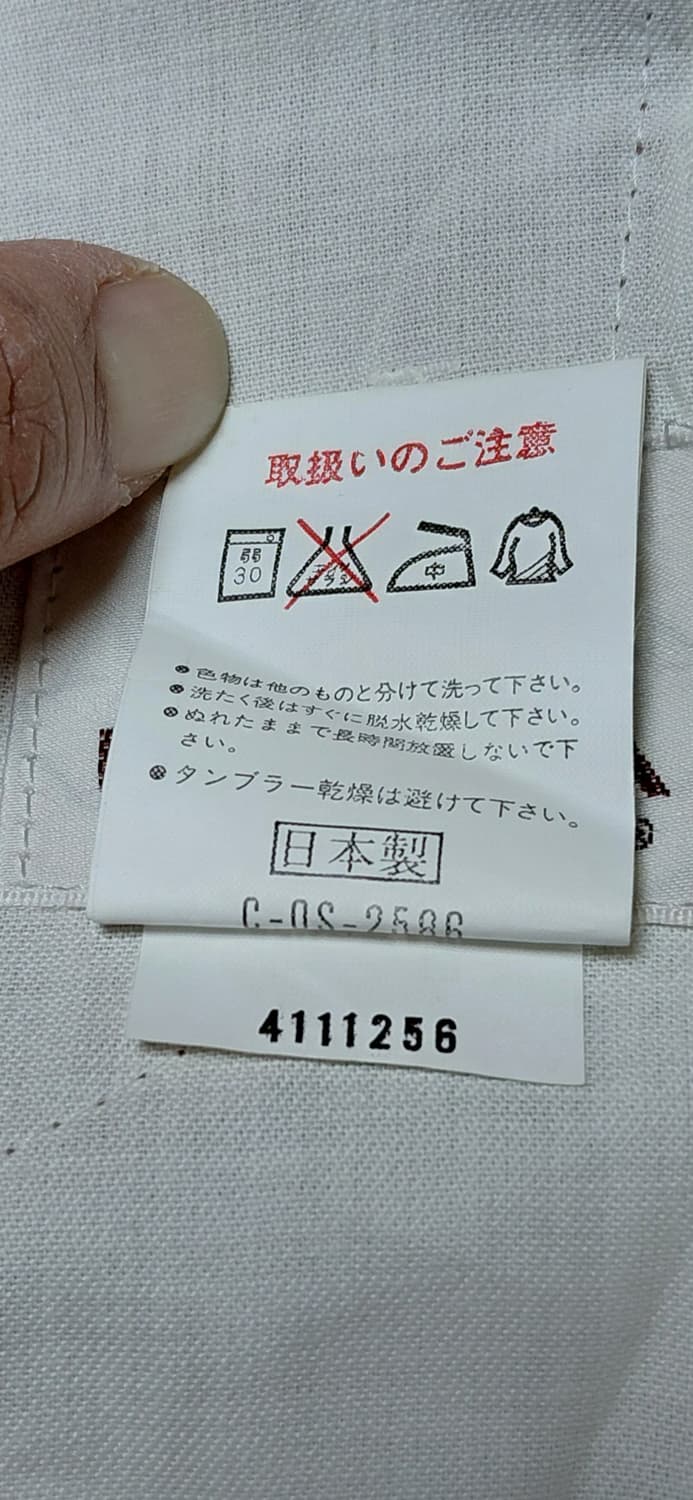 取扱いのご注意
弱
30
中
●色物は他のものと分けて洗って下さい。
●洗たく後はすぐに脱水乾燥して下さい。
●ぬれたままで長時間放置しないで下
さい。
●タンブラー乾燥は避けて下さい。
日本製
C-OS-2586
4111256